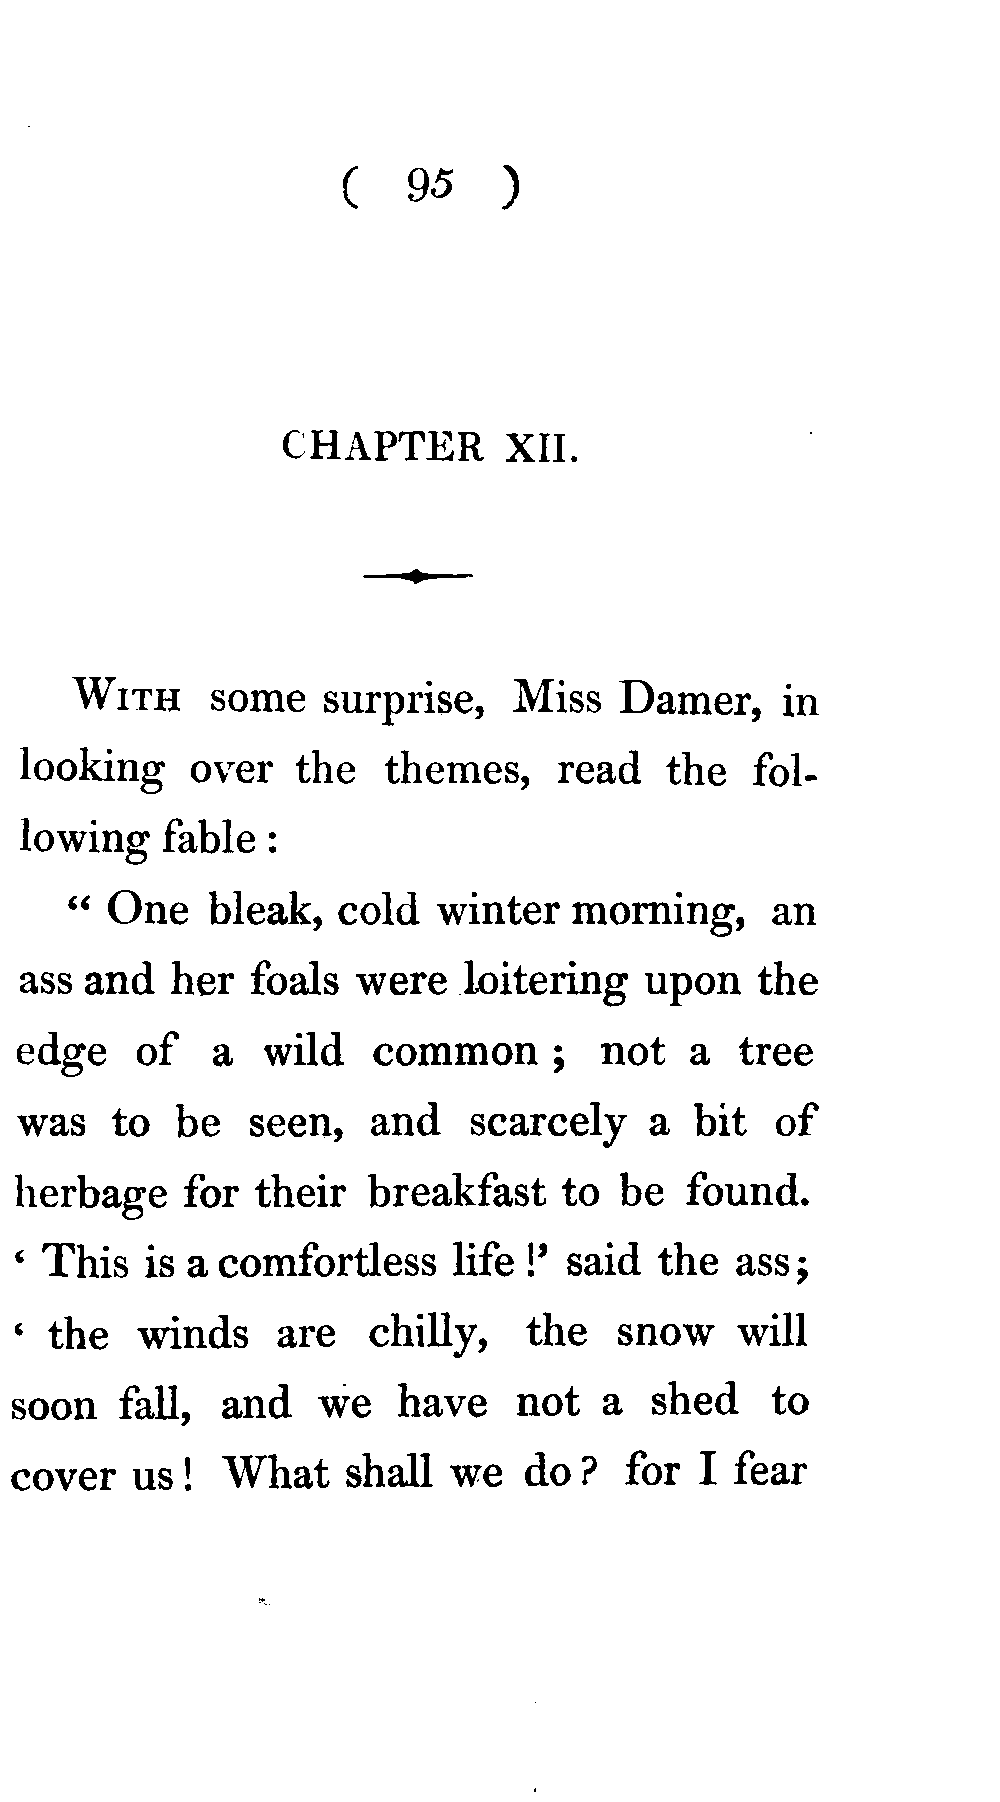 ( 95 )
CHAPTER XII.
WITH some surprise, Miss Damer, in
looking over the themes, read the fol-
lowing fable :
“ One bleak, cold winter morning, an
ass and her foals were loitering upon the
edge of a wild common ; not a tree
was to be seen, and scarcely a bit of
herbage for their breakfast to be found.
‘ This is a comfortless life !’ said the ass;
‘ the winds are chilly, the snow will
soon fall, and we have not a shed to
cover us! What shall we do? for I fear